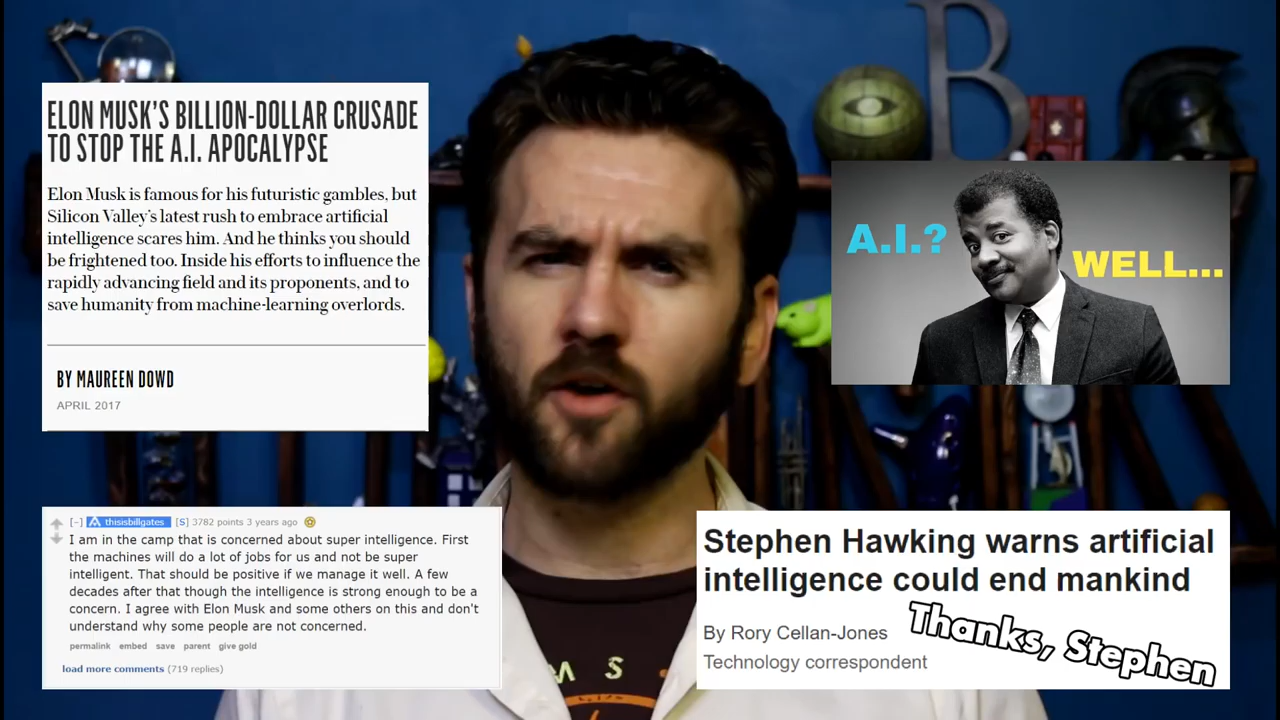 ELON MUSK'S BILLION-DOLLAR CRUSADE
TO STOP THE A.I. APOCALYPSE
Elon Musk is famous for his futuristic gambles, but
Silicon Valley's latest rush to embrace artificial
intelligence scares him. And he thinks you should
be frightened too. Inside his efforts to influence the
rapidly advancing field and its proponents, and to
save humanity from machine-learning overlords.
BY MAUREEN DOWD
APRIL 2017
B
A.I.?
WELL...
[-] thisisbillgates [S] 3782 points 3 years ago
I am in the camp that is concerned about super intelligence. First
the machines will do a lot of jobs for us and not be super
intelligent. That should be positive if we manage it well. A few
decades after that though the intelligence is strong enough to be a
concern. I agree with Elon Musk and some others on this and don't
understand why some people are not concerned.
permalink embed save parent give gold
load more comments (719 replies)
Stephen Hawking warns artificial
intelligence could end mankind
By Rory Cellan-Jones
Technology correspondent
Thanks, Stephen
M S